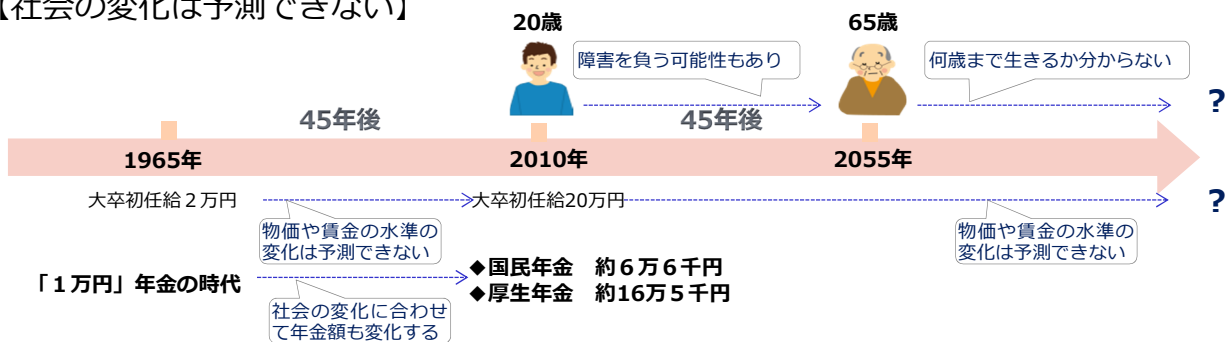 【社会の変化は予測できない】
20歳
65歳
障害を負う可能性もあり
何歳まで生きるか分からない
?
45年後
45年後
1965年
2010年
2055年
大卒初任給２万円
大卒初任給20万円
?
物価や賃金の水準の
変化は予測できない
物価や賃金の水準の
変化は予測できない
「１万円」年金の時代
◆国民年金　約６万６千円
◆厚生年金　約16万５千円
社会の変化に合わせ
て年金額も変化する